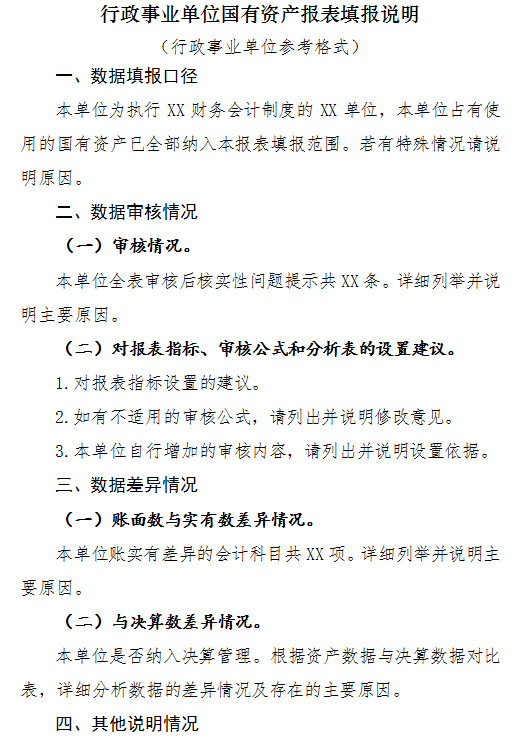 行政事业单位国有资产报表填报说明
（行政事业单位参考格式）
一、数据填报口径
本单位为执行 XX 财务会计制度的 XX 单位，本单位占有使
用的国有资产已全部纳入本报表填报范围。若有特殊情况请说
明原因。
二、数据审核情况
（一）审核情况。
本单位全表审核后核实性问题提示共 XX 条。详细列举并说
明主要原因。
（二）对报表指标、审核公式和分析表的设置建议。
1.对报表指标设置的建议。
2.如有不适用的审核公式，请列出并说明修改意见。
3.本单位自行增加的审核内容，请列出并说明设置依据。
三、数据差异情况
（一）账面数与实有数差异情况。
本单位账实有差异的会计科目共 XX 项。详细列举并说明主
要原因。
（二）与决算数差异情况。
本单位是否纳入决算管理。根据资产数据与决算数据对比
表，详细分析数据的差异情况及存在的主要原因。
四、其他说明情况